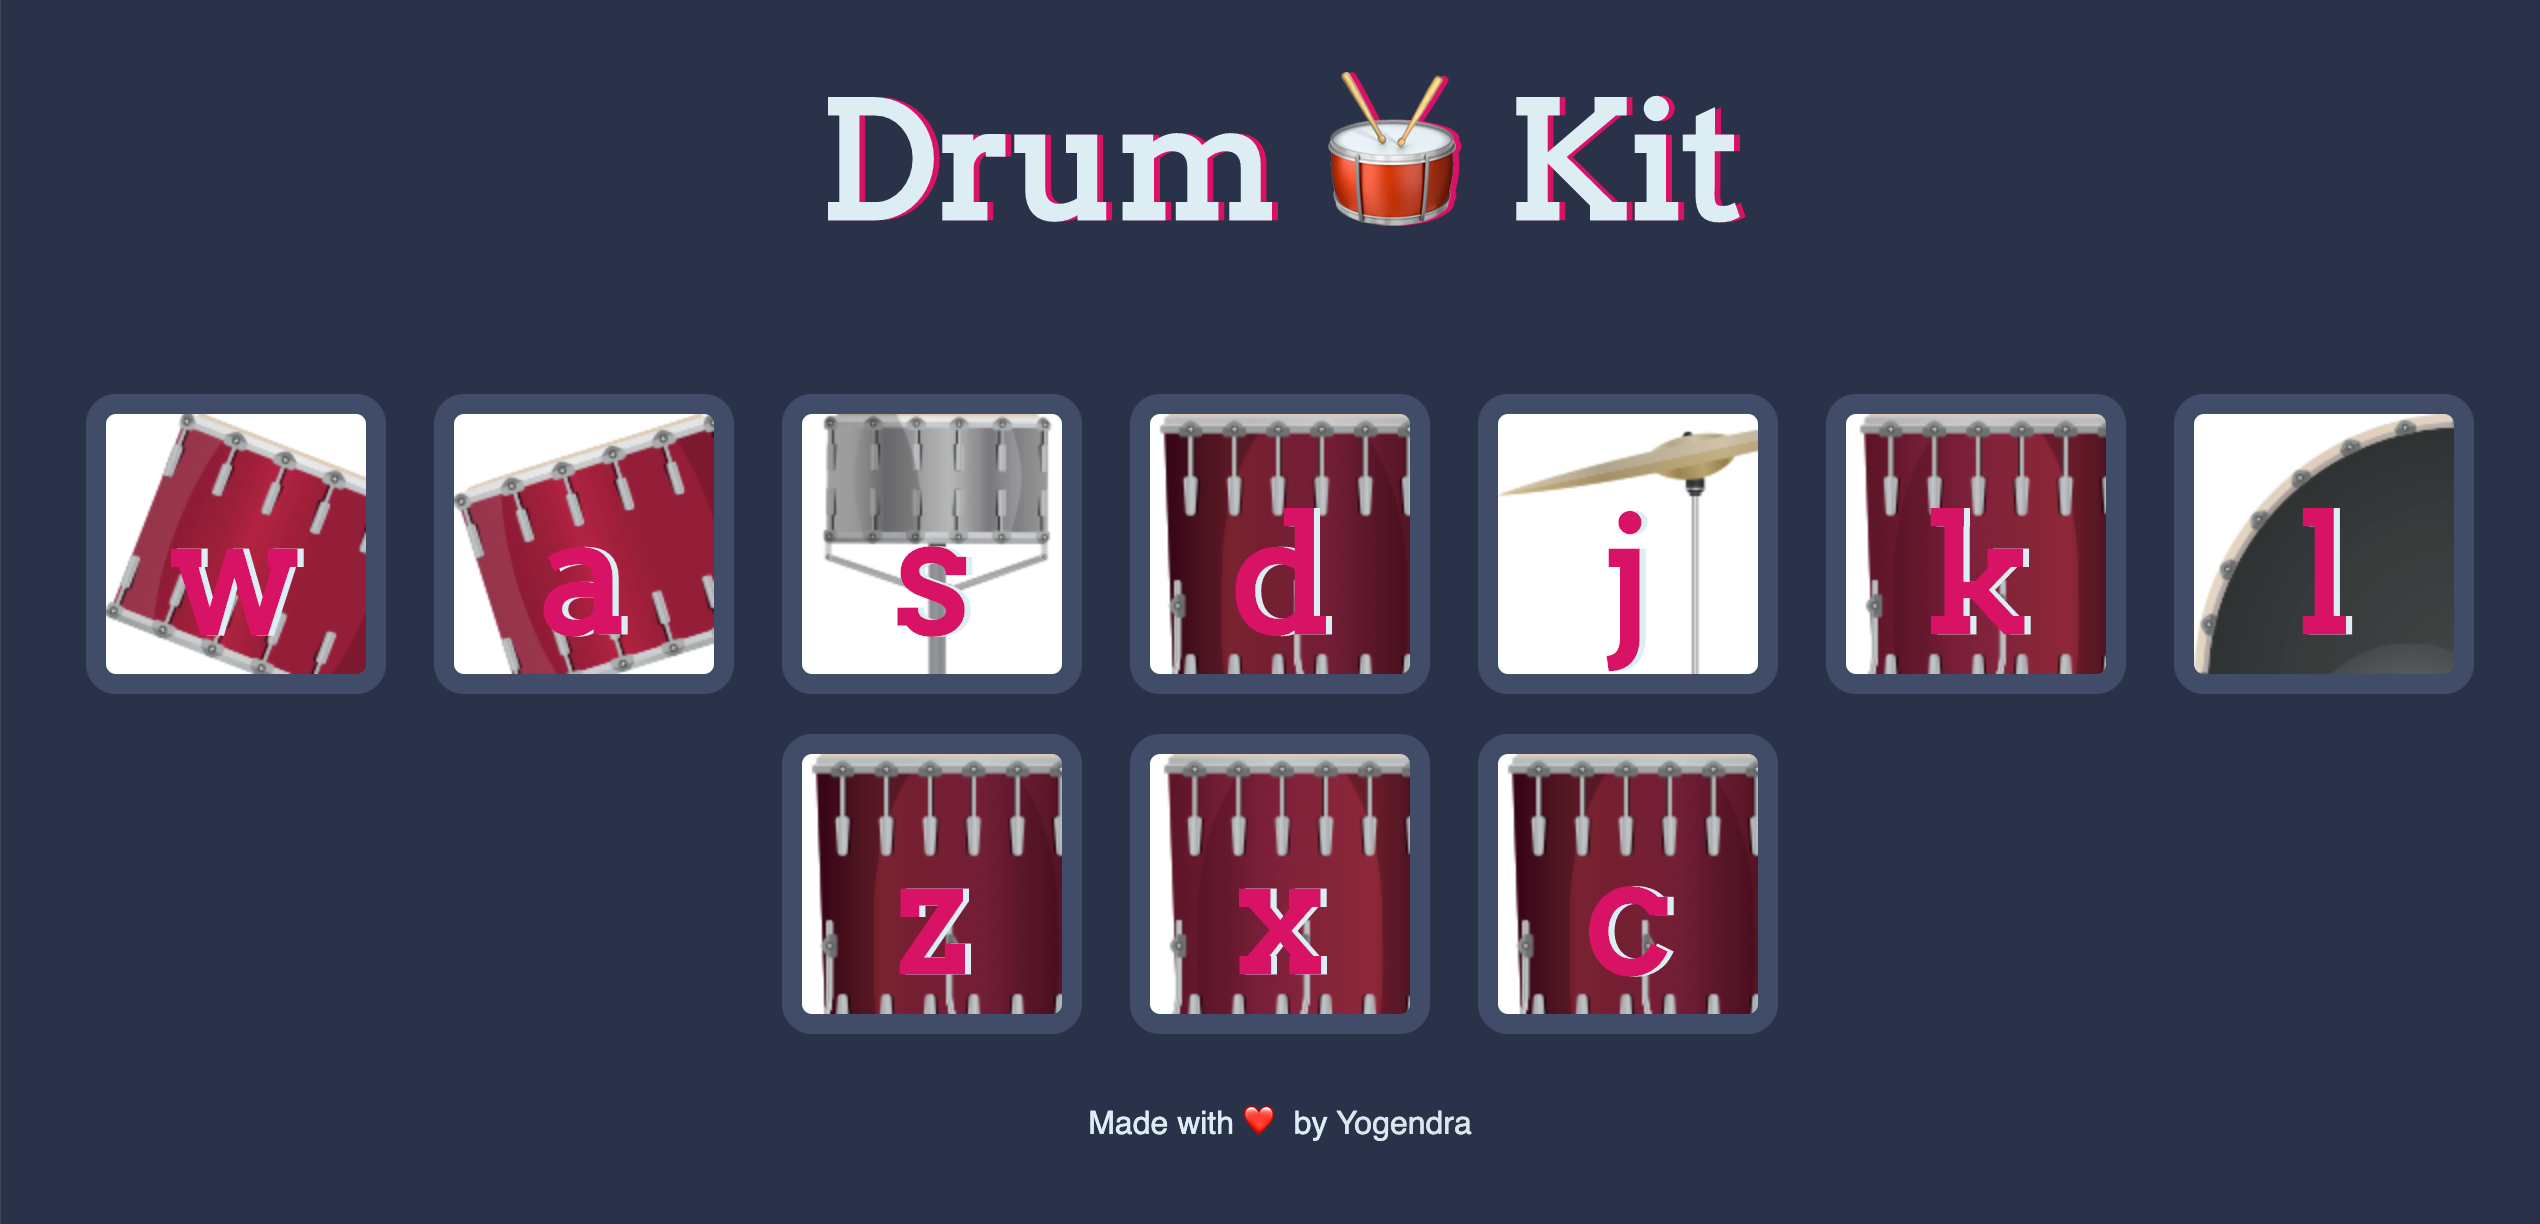 Drum 🥁 Kit
w a s d j k l
z x c
Made with ❤️ by Yogendra